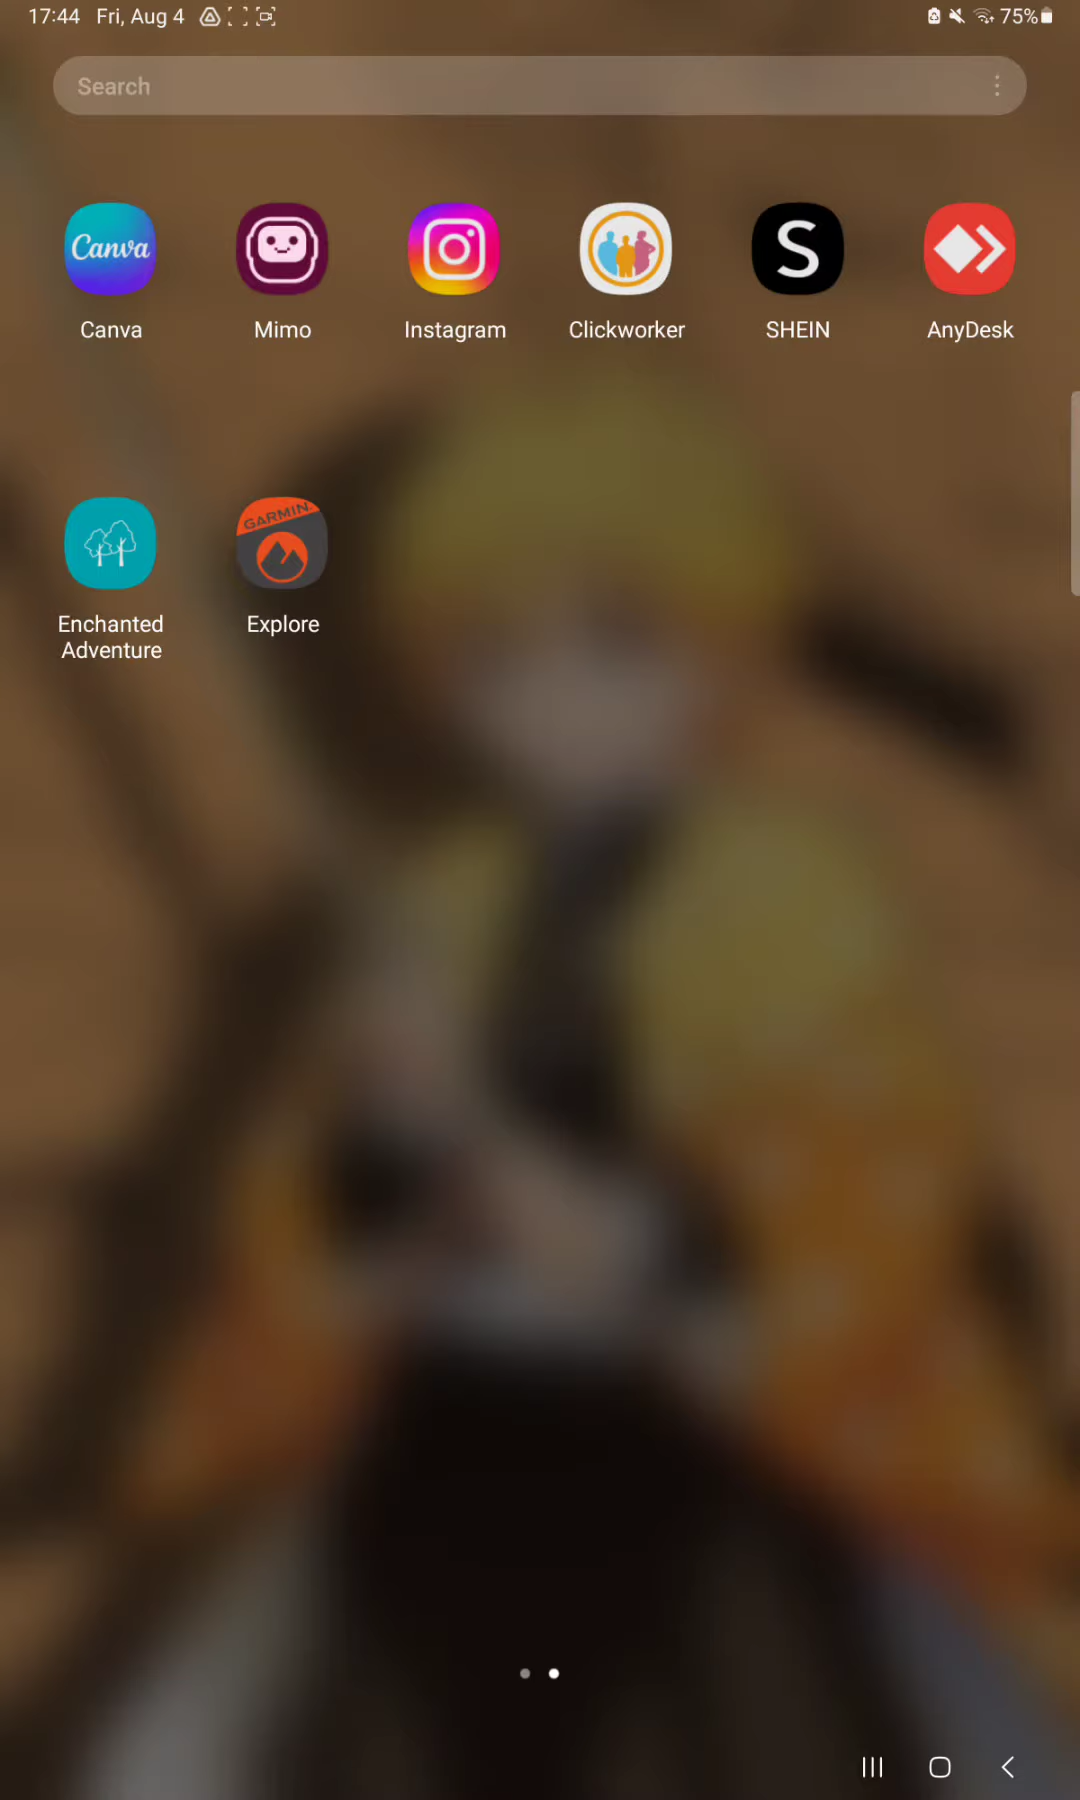 17:44 Fri, Aug 4 75%
Search
Canva
S
Canva Mimo Instagram Clickworker SHEIN AnyDesk
GARMIN
Enchanted Adventure
Explore